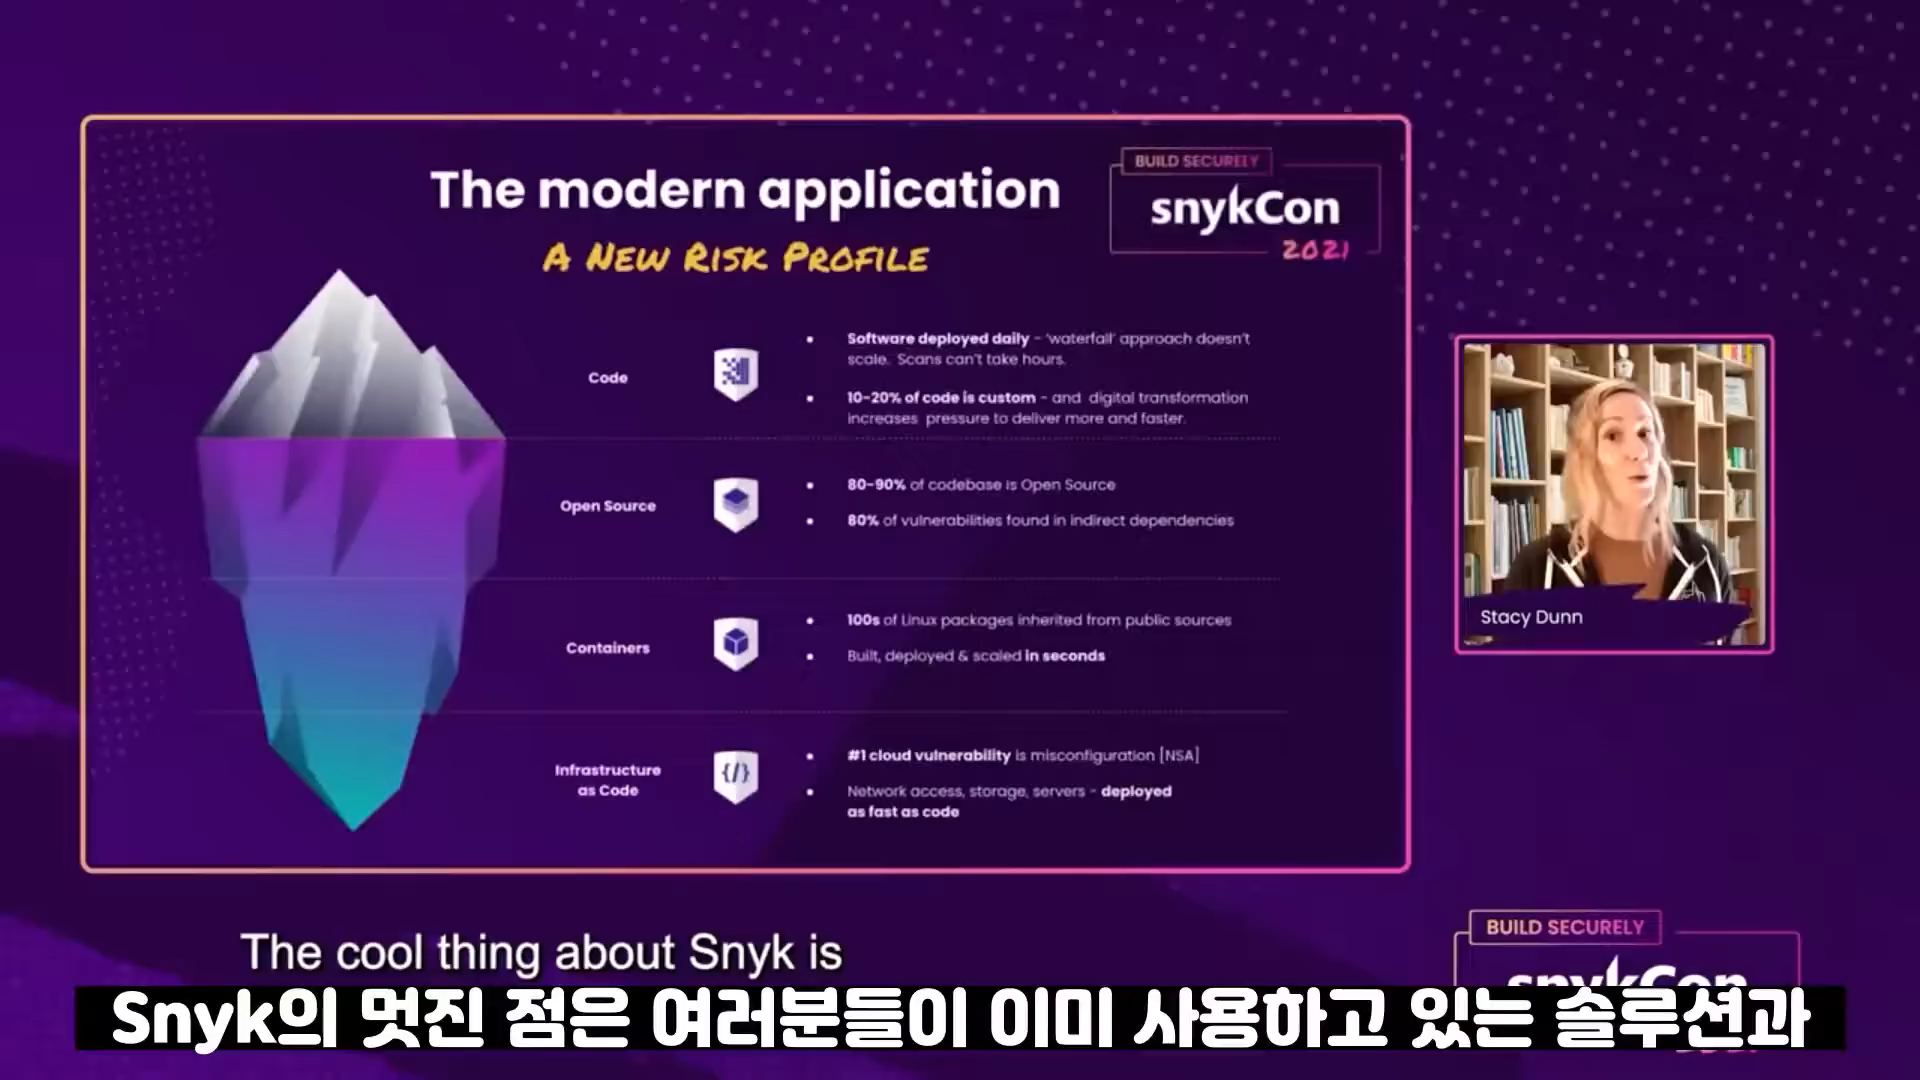 The modern application
A New Risk Profile
BUILD SECURELY
snykCon
2021
Code
Software deployed daily - 'waterfall' approach doesn't
scale. Scans can't take hours.
10-20% of code is custom - and digital transformation
increases pressure to deliver more and faster.
Open Source
80-90% of codebase is Open Source
80% of vulnerabilities found in indirect dependencies
Containers
100s of Linux packages inherited from public sources
Built, deployed & scaled in seconds
Infrastructure
as Code
#1 cloud vulnerability is misconfiguration [NSA]
Network access, storage, servers - deployed
as fast as code
Stacy Dunn
BUILD SECURELY
snykCon
The cool thing about Snyk is
Snyk의 멋진 점은 여러분들이 이미 사용하고 있는 솔루션과